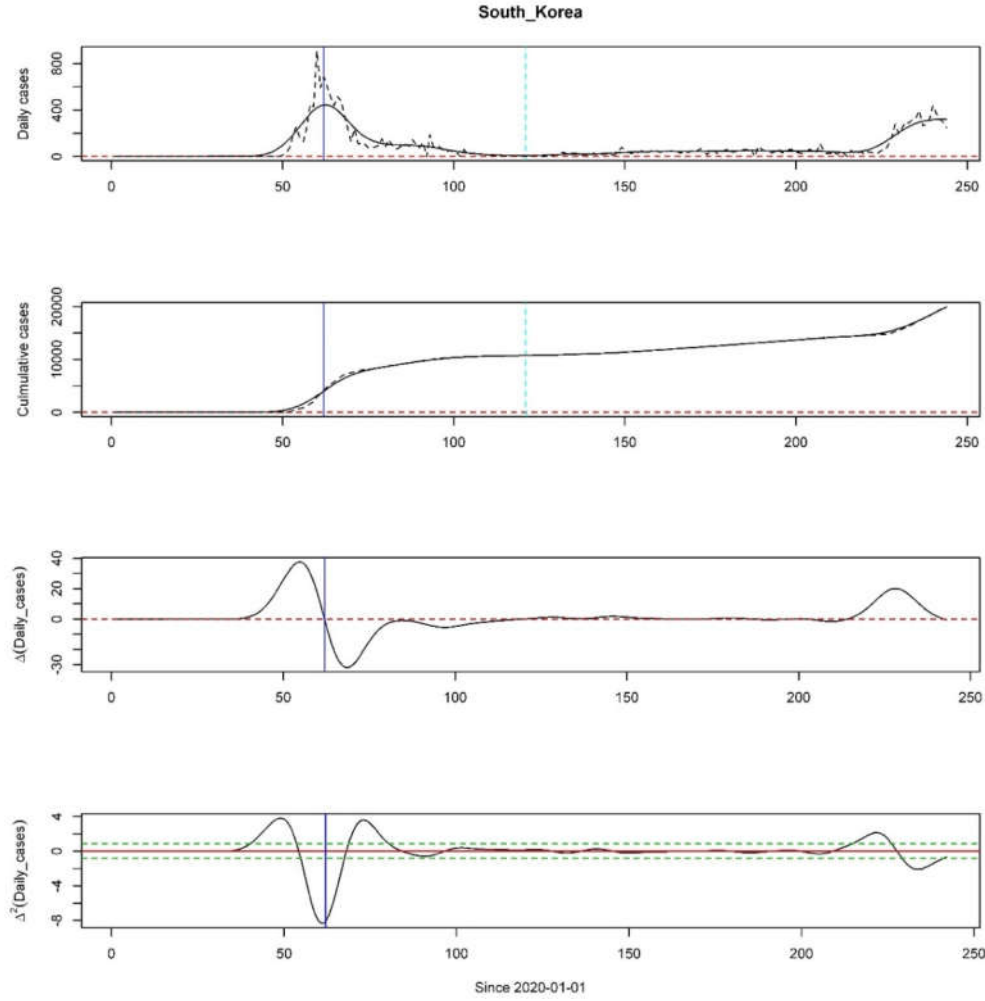 South_Korea
Daily cases
800
400
0
0 50 100 150 200 250
Culmulative cases
20000
10000
0
0 50 100 150 200 250
Δ(Daily_cases)
40
20
0
-30
0 50 100 150 200 250
Δ²(Daily_cases)
4
0
-4
-8
0 50 100 150 200 250
Since 2020-01-01